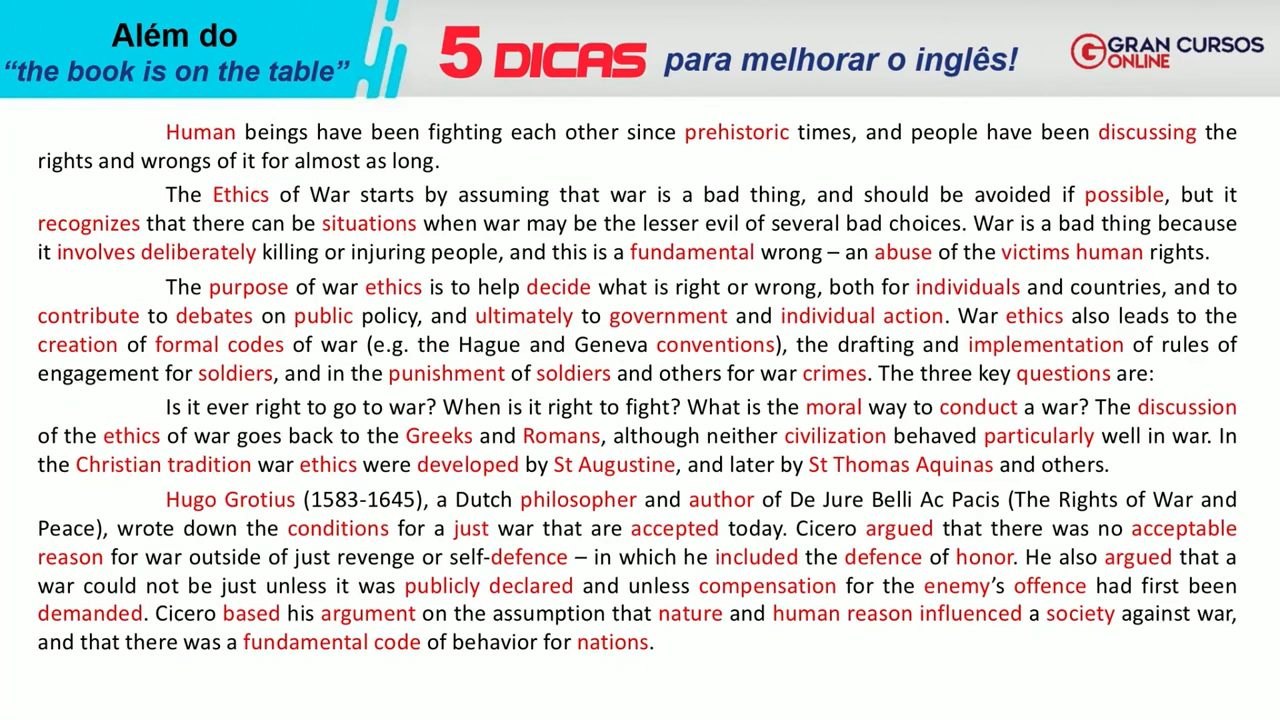 Além do
“the book is on the table”
5 DICAS para melhorar o inglês!
GRAN CURSOS
ONLINE
Human beings have been fighting each other since prehistoric times, and people have been discussing the
rights and wrongs of it for almost as long.
The Ethics of War starts by assuming that war is a bad thing, and should be avoided if possible, but it
recognizes that there can be situations when war may be the lesser evil of several bad choices. War is a bad thing because
it involves deliberately killing or injuring people, and this is a fundamental wrong – an abuse of the victims human rights.
The purpose of war ethics is to help decide what is right or wrong, both for individuals and countries, and to
contribute to debates on public policy, and ultimately to government and individual action. War ethics also leads to the
creation of formal codes of war (e.g. the Hague and Geneva conventions), the drafting and implementation of rules of
engagement for soldiers, and in the punishment of soldiers and others for war crimes. The three key questions are:
Is it ever right to go to war? When is it right to fight? What is the moral way to conduct a war? The discussion
of the ethics of war goes back to the Greeks and Romans, although neither civilization behaved particularly well in war. In
the Christian tradition war ethics were developed by St Augustine, and later by St Thomas Aquinas and others.
Hugo Grotius (1583-1645), a Dutch philosopher and author of De Jure Belli Ac Pacis (The Rights of War and
Peace), wrote down the conditions for a just war that are accepted today. Cicero argued that there was no acceptable
reason for war outside of just revenge or self-defence – in which he included the defence of honor. He also argued that a
war could not be just unless it was publicly declared and unless compensation for the enemy’s offence had first been
demanded. Cicero based his argument on the assumption that nature and human reason influenced a society against war,
and that there was a fundamental code of behavior for nations.